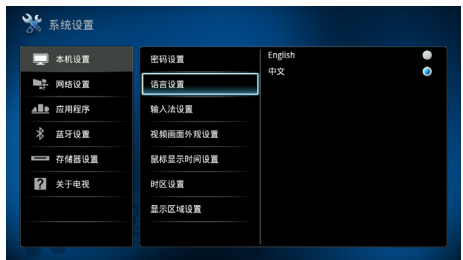 系统设置
本机设置
网络设置
应用程序
蓝牙设置
存储器设置
关于电视
密码设置
语言设置
输入法设置
视频画面外观设置
鼠标显示时间设置
时区设置
显示区域设置
English
中文